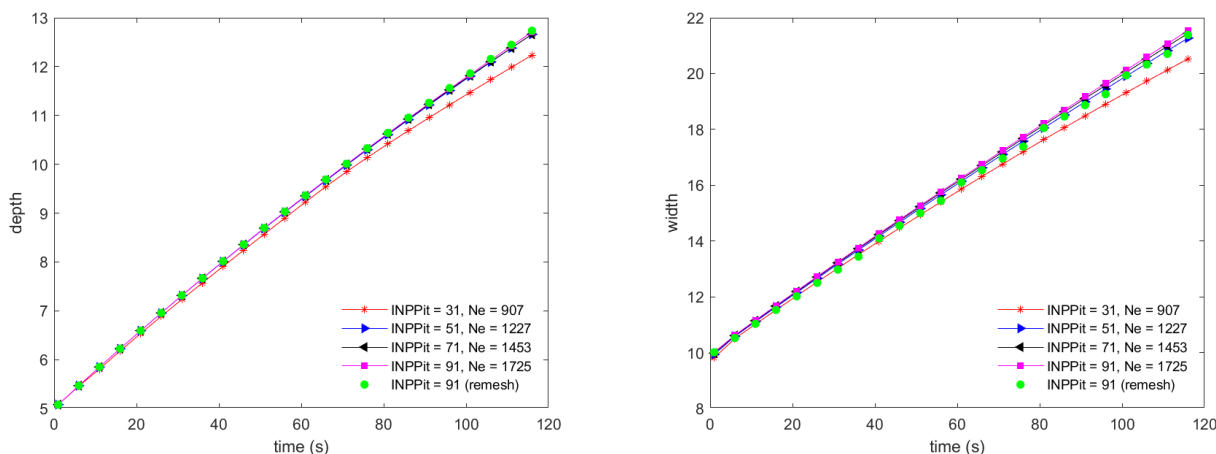 13
12
11
10
9
8
7
6
5
depth
INPPit = 31, Ne = 907
INPPit = 51, Ne = 1227
INPPit = 71, Ne = 1453
INPPit = 91, Ne = 1725
INPPit = 91 (remesh)
0 20 40 60 80 100 120
time (s)
22
20
18
16
14
12
10
8
width
INPPit = 31, Ne = 907
INPPit = 51, Ne = 1227
INPPit = 71, Ne = 1453
INPPit = 91, Ne = 1725
INPPit = 91 (remesh)
0 20 40 60 80 100 120
time (s)